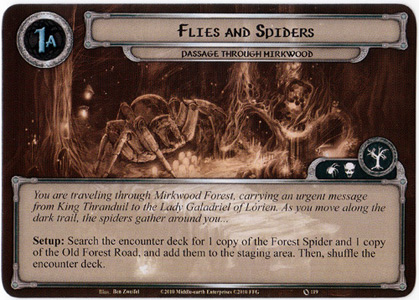 1A
FLIES AND SPIDERS
PASSAGE THROUGH MIRKWOOD
You are traveling through Mirkwood Forest, carrying an urgent message
from King Thranduil to the Lady Galadriel of Lórien. As you move along the
dark trail, the spiders gather around you...
Setup: Search the encounter deck for 1 copy of the Forest Spider and 1 copy
of the Old Forest Road, and add them to the staging area. Then, shuffle the
encounter deck.
Illus. Ben Zweifel
©2010 Middle-earth Enterprises ©2010 FFG
119